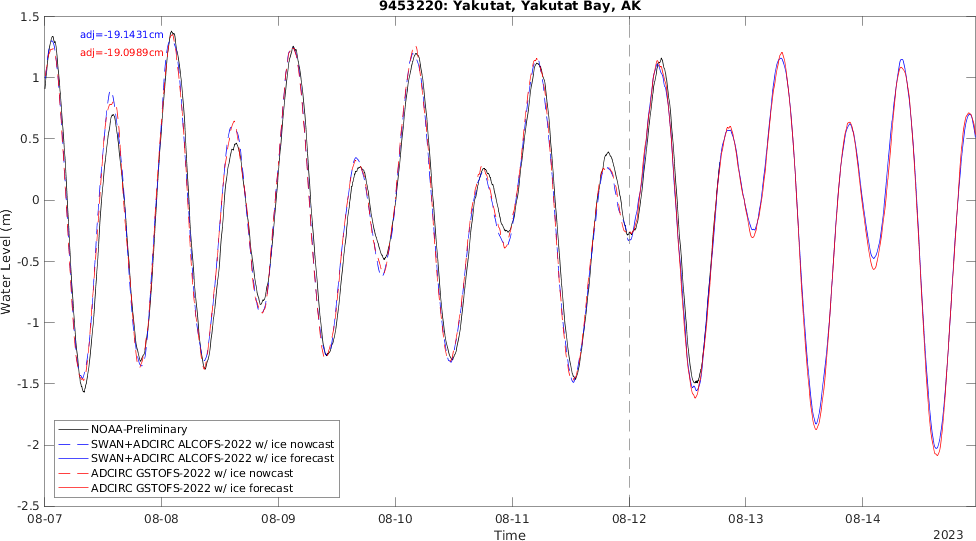 9453220: Yakutat, Yakutat Bay, AK
adj=-19.1431cm
adj=-19.0989cm
1.5
1
0.5
0
-0.5
-1
-1.5
-2
-2.5
Water Level (m)
NOAA-Preliminary
SWAN+ADCIRC ALCOFS-2022 w/ ice nowcast
SWAN+ADCIRC ALCOFS-2022 w/ ice forecast
ADCIRC GSTOFS-2022 w/ ice nowcast
ADCIRC GSTOFS-2022 w/ ice forecast
08-07 08-08 08-09 08-10 08-11 08-12 08-13 08-14
Time
2023